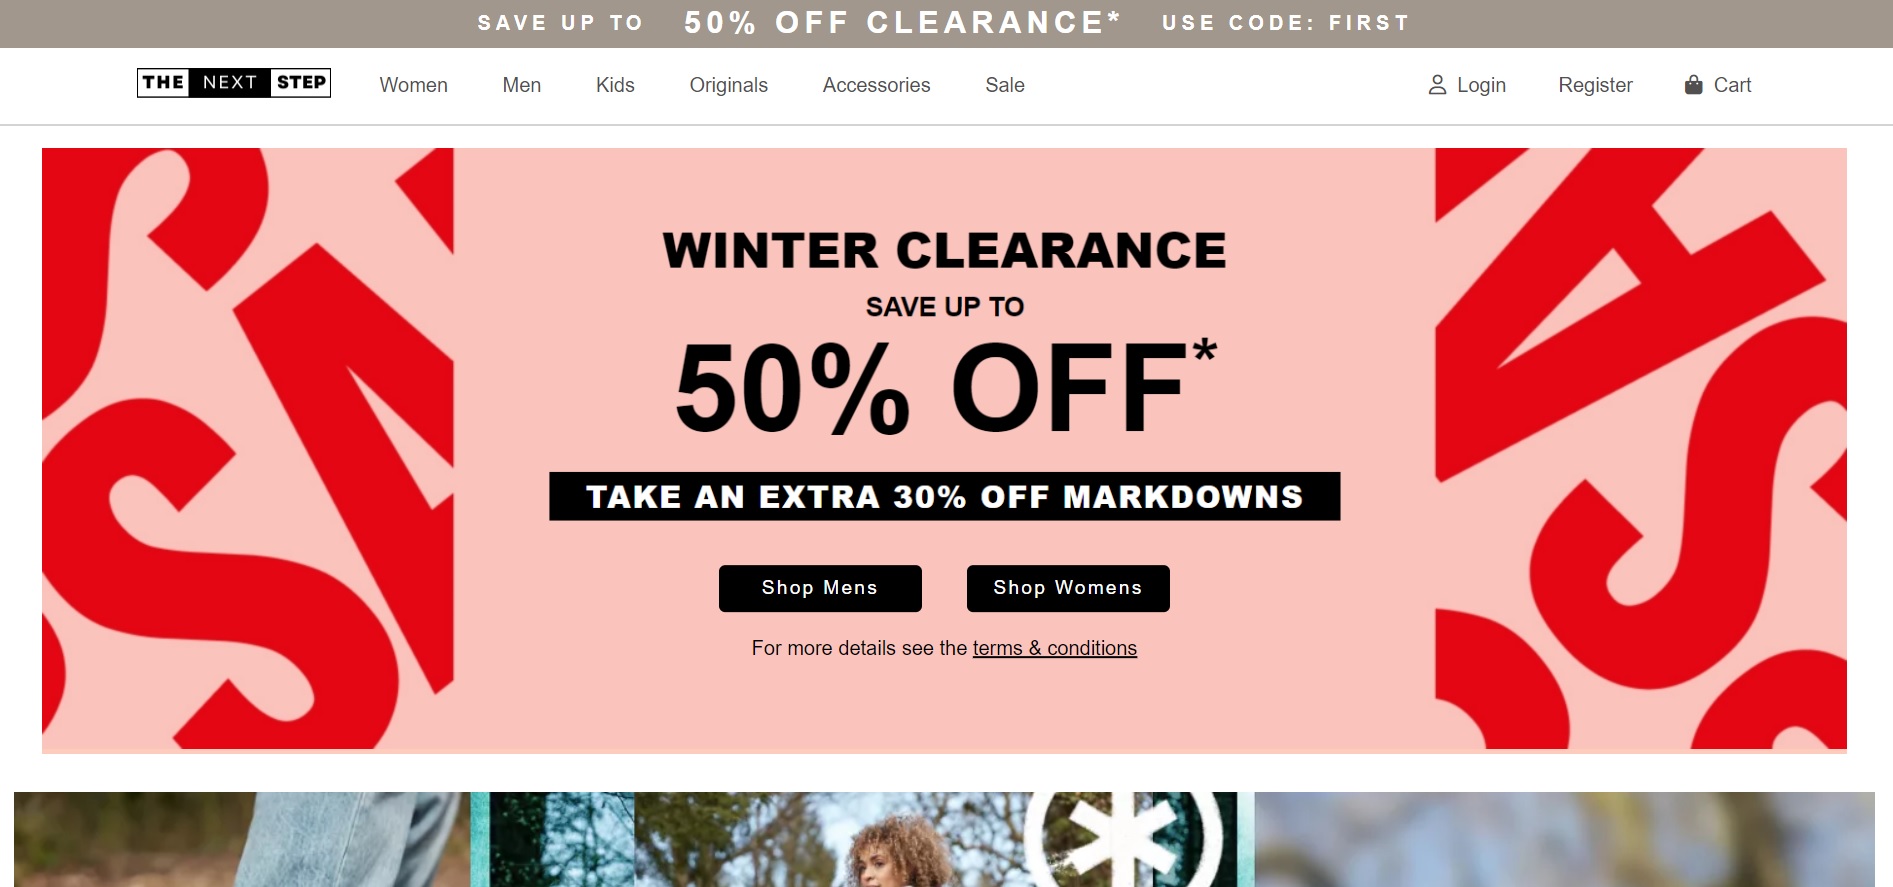 SAVE UP TO 50% OFF CLEARANCE* USE CODE: FIRST
THE NEXT STEP Women Men Kids Originals Accessories Sale Login Register Cart
WINTER CLEARANCE
SAVE UP TO
50% OFF*
TAKE AN EXTRA 30% OFF MARKDOWNS
Shop Mens Shop Womens
For more details see the terms & conditions